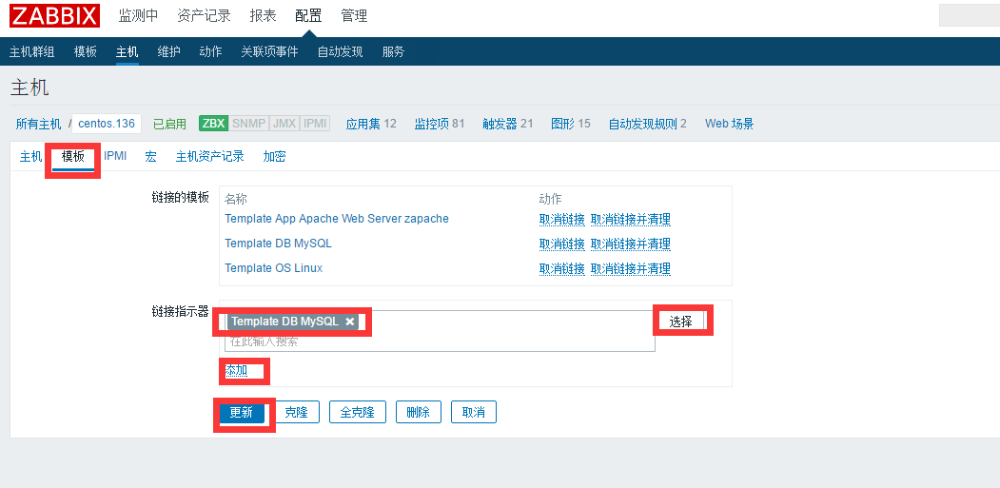 ZABBIX 监测中 资产记录 报表 配置 管理
主机群组 模板 主机 维护 动作 关联项事件 自动发现 服务
主机
所有主机 / centos.136 已启用 ZBX SNMP JMX IPMI 应用集 12 监控项 81 触发器 21 图形 15 自动发现规则 2 Web 场景
主机 模板 IPMI 宏 主机资产记录 加密
链接的模板 名称 动作
Template App Apache Web Server zapache 取消链接 取消链接并清理
Template DB MySQL 取消链接 取消链接并清理
Template OS Linux 取消链接 取消链接并清理
链接指示器 Template DB MySQL ✖ 选择
在此输入搜索
添加
更新 克隆 全克隆 删除 取消